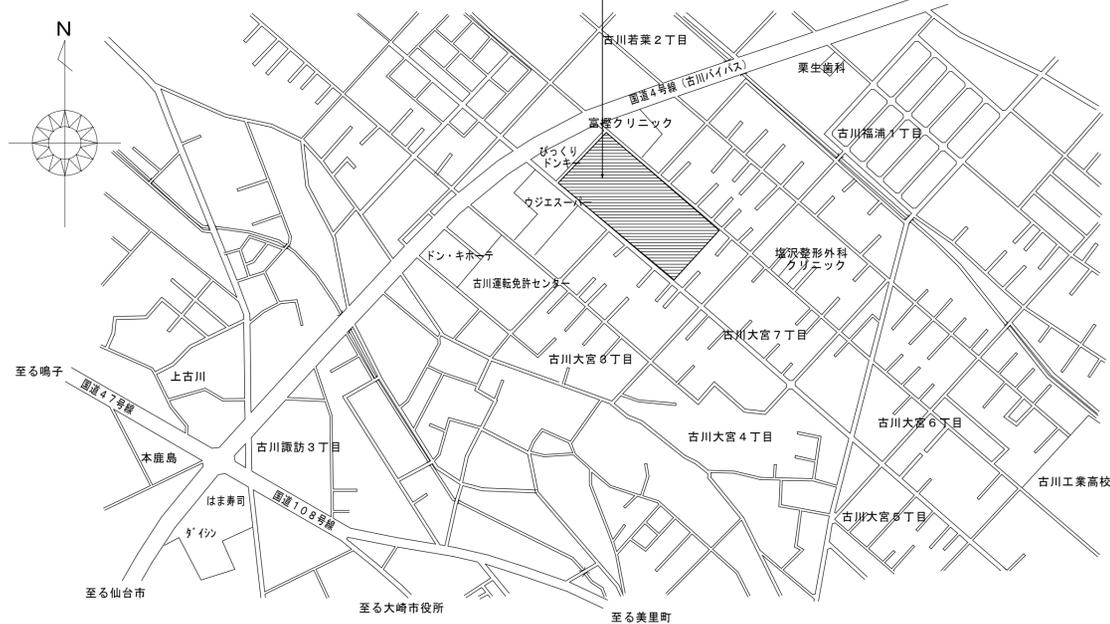 N
古川若葉２丁目
栗生歯科
国道４号線（古川バイパス）
富樫クリニック
古川福浦１丁目
びっくり
ドンキー
ウジエスーパー
ドン・キホーテ
塩沢整形外科
クリニック
古川運転免許センター
古川大宮７丁目
古川大宮３丁目
至る鳴子
上古川
国道４７号線
古川大宮６丁目
古川大宮４丁目
古川諏訪３丁目
本鹿島
古川工業高校
はま寿司
国道１０８号線
古川大宮５丁目
ﾀﾞｲｼﾝ
至る仙台市
至る大崎市役所
至る美里町